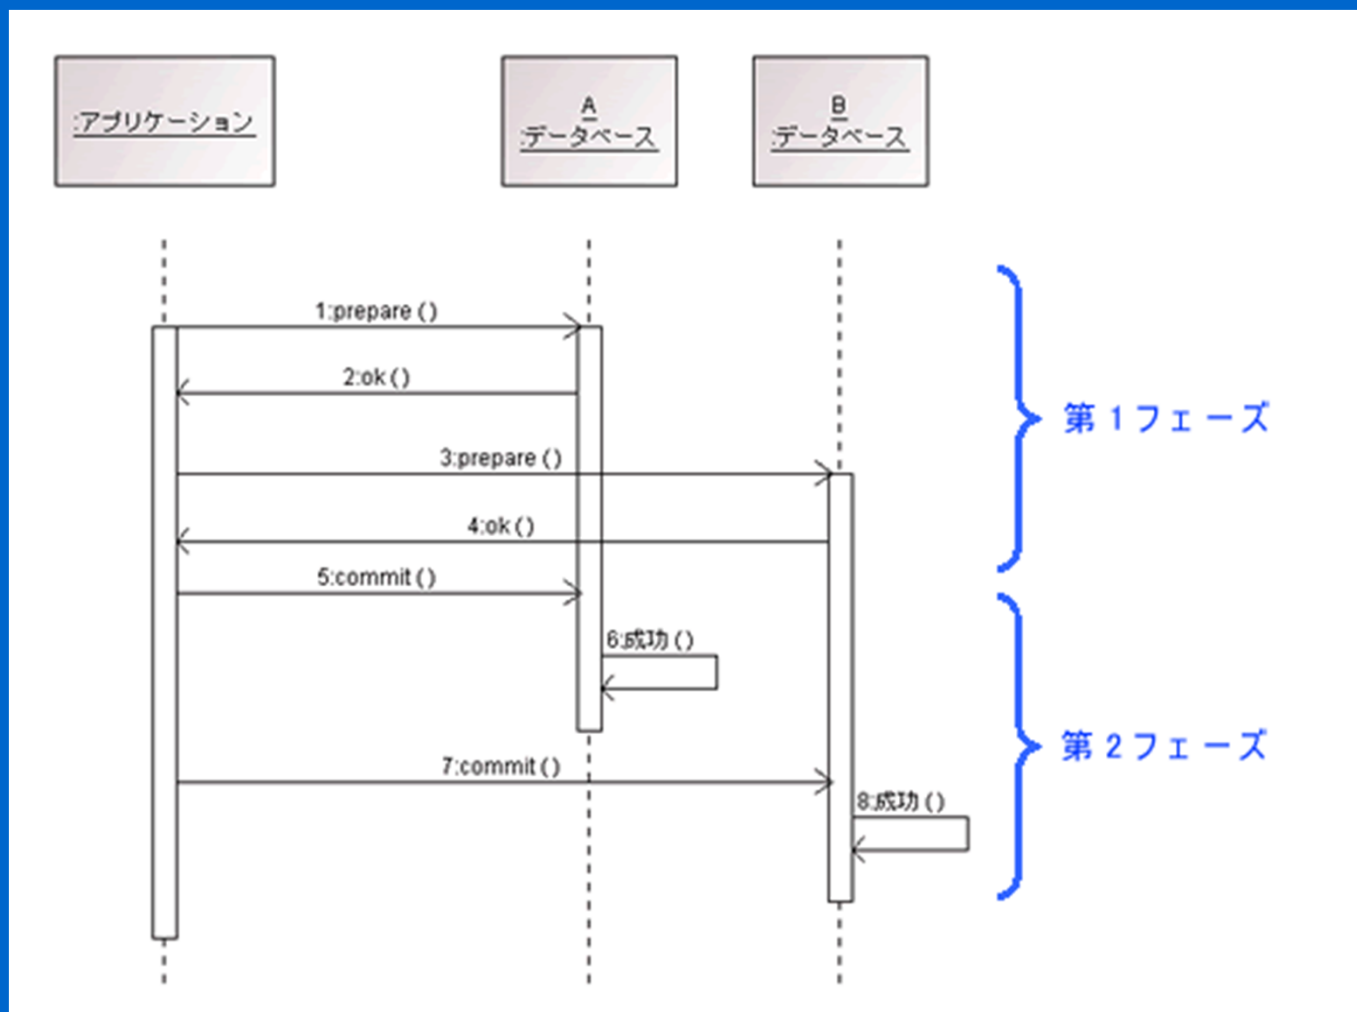 :アプリケーション
A
:データベース
B
:データベース
1:prepare ()
2:ok ()
3:prepare ()
4:ok ()
5:commit ()
6:成功 ()
7:commit ()
8:成功 ()
第1フェーズ
第2フェーズ